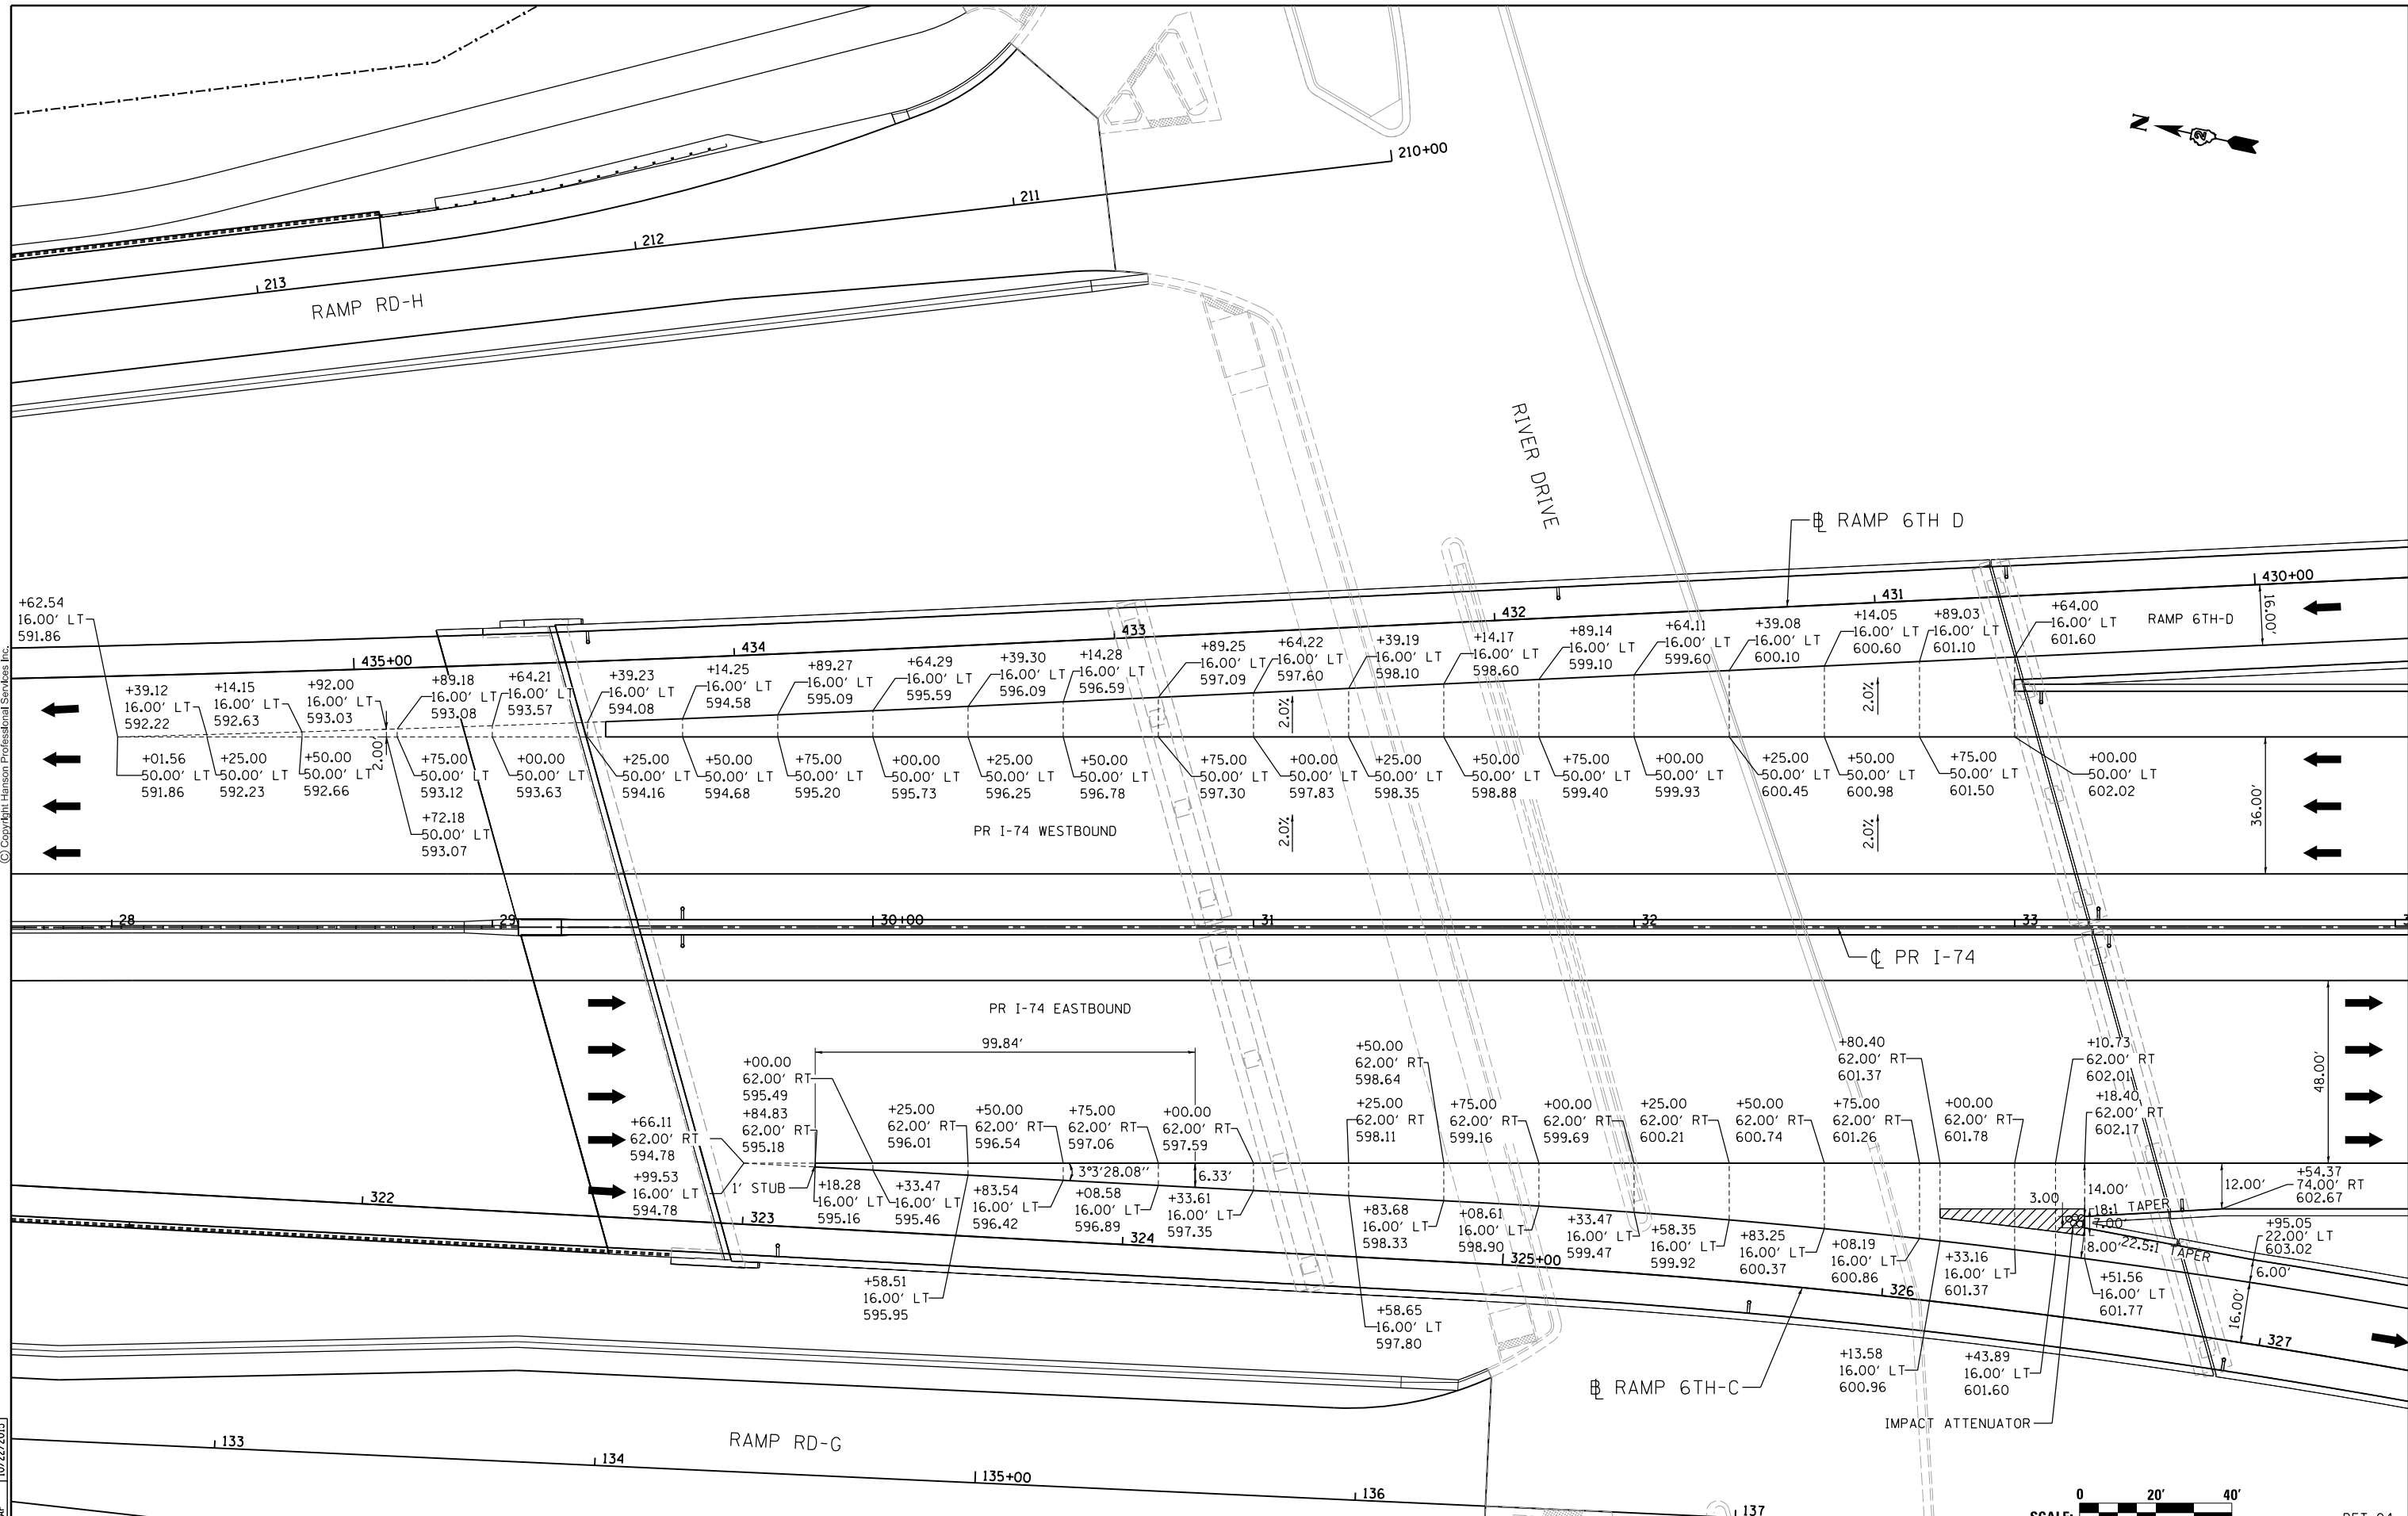 210+00
211
212
213
RAMP RD-H
N
2
RIVER DRIVE
℄ RAMP 6TH D
430+00
431
432
433
434
435+00
16.00'
RAMP 6TH-D
+62.54
16.00' LT
591.86
+39.12
16.00' LT
592.22
+14.15
16.00' LT
592.63
+92.00
16.00' LT
593.03
+89.18
16.00' LT
593.08
+64.21
16.00' LT
593.57
+39.23
16.00' LT
594.08
+14.25
16.00' LT
594.58
+89.27
16.00' LT
595.09
+64.29
16.00' LT
595.59
+39.30
16.00' LT
596.09
+14.28
16.00' LT
596.59
+89.25
16.00' LT
597.09
+64.22
16.00' LT
597.60
+39.19
16.00' LT
598.10
+14.17
16.00' LT
598.60
+89.14
16.00' LT
599.10
+64.11
16.00' LT
599.60
+39.08
16.00' LT
600.10
+14.05
16.00' LT
600.60
+89.03
16.00' LT
601.10
+64.00
16.00' LT
601.60
2.0%
2.0%
2.00'
+01.56
50.00' LT
591.86
+25.00
50.00' LT
592.23
+50.00
50.00' LT
592.66
+75.00
50.00' LT
593.12
+72.18
50.00' LT
593.07
+00.00
50.00' LT
593.63
+25.00
50.00' LT
594.16
+50.00
50.00' LT
594.68
+75.00
50.00' LT
595.20
+00.00
50.00' LT
595.73
+25.00
50.00' LT
596.25
+50.00
50.00' LT
596.78
+75.00
50.00' LT
597.30
+00.00
50.00' LT
597.83
+25.00
50.00' LT
598.35
+50.00
50.00' LT
598.88
+75.00
50.00' LT
599.40
+00.00
50.00' LT
599.93
+25.00
50.00' LT
600.45
+50.00
50.00' LT
600.98
+75.00
50.00' LT
601.50
+00.00
50.00' LT
602.02
PR I-74 WESTBOUND
2.0%
2.0%
36.00'
28
29
30+00
31
32
33
℄ PR I-74
PR I-74 EASTBOUND
99.84'
48.00'
+66.11
62.00' RT
594.78
+99.53
16.00' LT
594.78
+00.00
62.00' RT
595.49
+84.83
62.00' RT
595.18
+25.00
62.00' RT
596.01
+50.00
62.00' RT
596.54
+75.00
62.00' RT
597.06
+00.00
62.00' RT
597.59
+50.00
62.00' RT
598.64
+25.00
62.00' RT
598.11
+75.00
62.00' RT
599.16
+00.00
62.00' RT
599.69
+25.00
62.00' RT
600.21
+50.00
62.00' RT
600.74
+80.40
62.00' RT
601.37
+75.00
62.00' RT
601.26
+00.00
62.00' RT
601.78
+10.73
62.00' RT
602.01
+18.40
62.00' RT
602.17
1' STUB
3°3'28.08"
6.33'
+18.28
16.00' LT
595.16
+33.47
16.00' LT
595.46
+58.51
16.00' LT
595.95
+83.54
16.00' LT
596.42
+08.58
16.00' LT
596.89
+33.61
16.00' LT
597.35
+58.65
16.00' LT
597.80
+83.68
16.00' LT
598.33
+08.61
16.00' LT
598.90
+33.47
16.00' LT
599.47
+58.35
16.00' LT
599.92
+83.25
16.00' LT
600.37
+08.19
16.00' LT
600.86
+13.58
16.00' LT
600.96
+33.16
16.00' LT
601.37
+43.89
16.00' LT
601.60
+51.56
16.00' LT
601.77
3.00
14.00'
18:1 TAPER
7.00'
8.00'
22.5:1 TAPER
12.00'
+54.37
74.00' RT
602.67
+95.05
22.00' LT
603.02
6.00'
16.00'
322
323
324
325+00
326
327
℄ RAMP 6TH-C
IMPACT ATTENUATOR
RAMP RD-G
133
134
135+00
136
137
0 20' 40'
SCALE:
(C) Copyright Hanson Professional Services Inc.
10/22/2015